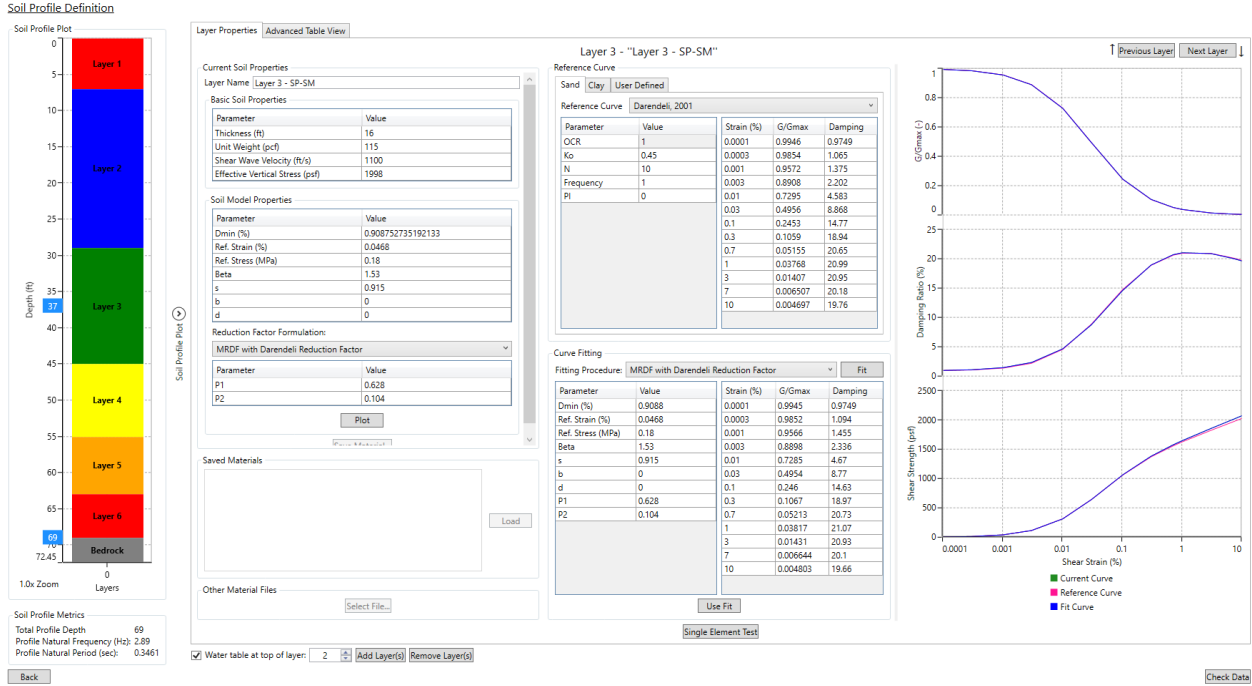 Soil Profile Definition
Soil Profile Plot
0
5
10
15
20
25
30
35
37
40
45
50
55
60
65
69
70
72.45
Depth (ft)
Layer 1
Layer 2
Layer 3
Layer 4
Layer 5
Layer 6
Bedrock
0
1.0x Zoom
Layers
Soil Profile Metrics
Total Profile Depth 69
Profile Natural Frequency (Hz): 2.89
Profile Natural Period (sec): 0.3461
Back
Soil Profile Plot
Layer Properties Advanced Table View
Layer 3 - "Layer 3 - SP-SM"
Previous Layer Next Layer
Current Soil Properties
Layer Name Layer 3 - SP-SM
Basic Soil Properties
Parameter Value
Thickness (ft) 16
Unit Weight (pcf) 115
Shear Wave Velocity (ft/s) 1100
Effective Vertical Stress (psf) 1998
Soil Model Properties
Parameter Value
Dmin (%) 0.908752735192133
Ref. Strain (%) 0.0468
Ref. Stress (MPa) 0.18
Beta 1.53
s 0.915
b 0
d 0
Reduction Factor Formulation:
MRDF with Darendeli Reduction Factor
Parameter Value
P1 0.628
P2 0.104
Plot
Save Material
Saved Materials
Load
Other Material Files
Select File...
Reference Curve
Sand Clay User Defined
Reference Curve Darendeli, 2001
Parameter Value
OCR 1
Ko 0.45
N 10
Frequency 1
PI 0
Strain (%) G/Gmax Damping
0.0001 0.9946 0.9749
0.0003 0.9854 1.065
0.001 0.9572 1.375
0.003 0.8908 2.202
0.01 0.7295 4.583
0.03 0.4956 8.868
0.1 0.2453 14.77
0.3 0.1059 18.94
0.7 0.05155 20.65
1 0.03768 20.99
3 0.01407 20.95
7 0.006507 20.18
10 0.004697 19.76
Curve Fitting
Fitting Procedure: MRDF with Darendeli Reduction Factor Fit
Parameter Value
Dmin (%) 0.9088
Ref. Strain (%) 0.0468
Ref. Stress (MPa) 0.18
Beta 1.53
s 0.915
b 0
d 0
P1 0.628
P2 0.104
Strain (%) G/Gmax Damping
0.0001 0.9945 0.9749
0.0003 0.9852 1.094
0.001 0.9566 1.455
0.003 0.8898 2.336
0.01 0.7285 4.67
0.03 0.4954 8.77
0.1 0.246 14.63
0.3 0.1067 18.97
0.7 0.05213 20.73
1 0.03817 21.07
3 0.01431 20.93
7 0.006644 20.1
10 0.004803 19.66
Use Fit
Single Element Test
G/Gmax (-)
1
0.8
0.6
0.4
0.2
0
Damping Ratio (%)
25
20
15
10
5
0
Shear Strength (psf)
2500
2000
1500
1000
500
0
0.0001 0.001 0.01 0.1 1 10
Shear Strain (%)
Current Curve
Reference Curve
Fit Curve
Water table at top of layer: 2 Add Layer(s) Remove Layer(s)
Check Data